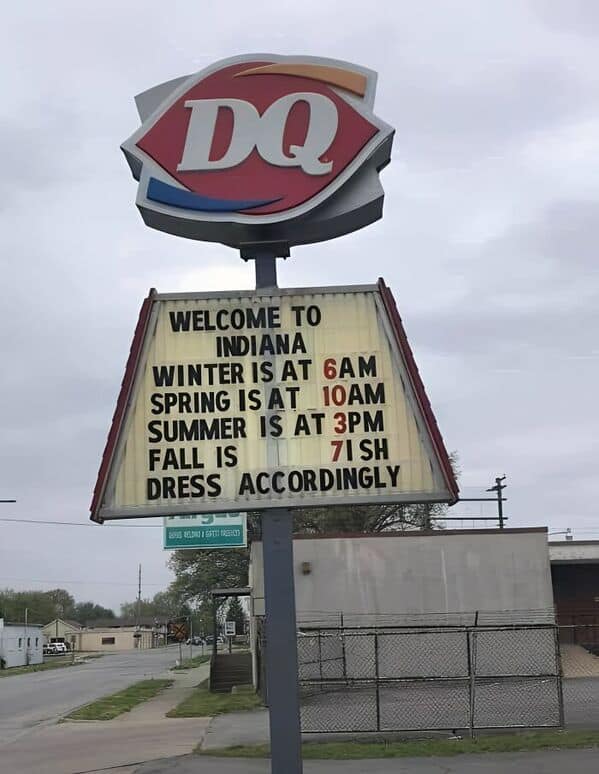 DQ
WELCOME TO
INDIANA
WINTER IS AT 6AM
SPRING IS AT 10AM
SUMMER IS AT 3PM
FALL IS 7ISH
DRESS ACCORDINGLY